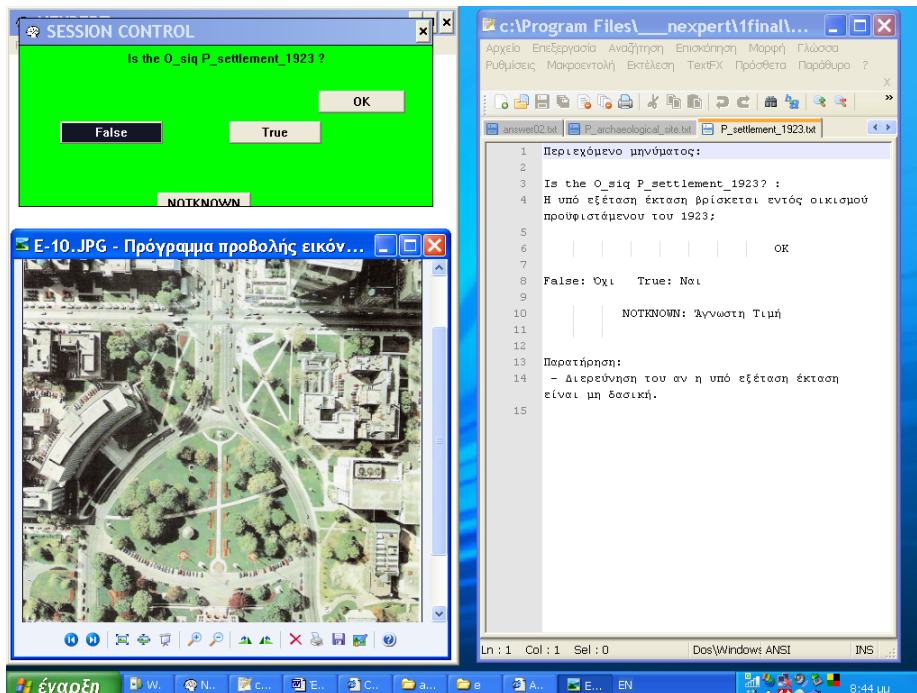 SESSION CONTROL
Is the O_siq P_settlement_1923 ?
OK
False
True
NOTKNOWN
E-10.JPG - Πρόγραμμα προβολής εικόν...
c:\Program Files\___nexpert\1final\...
Αρχείο Επεξεργασία Αναζήτηση Επισκόπηση Μορφή Γλώσσα
Ρυθμίσεις Μακροεντολή Εκτέλεση TextFX Πρόσθετα Παράθυρο ?
X
»
answer02.txt P_archaeological_site.txt P_settlement_1923.txt
1 Περιεχόμενο μηνύματος:
2
3 Is the O_siq P_settlement_1923? :
4 Η υπό εξέταση έκταση βρίσκεται εντός οικισμού
προϋφιστάμενου του 1923;
5
6 OK
7
8 False: Όχι True: Ναι
9
10 NOTKNOWN: Άγνωστη Τιμή
11
12
13 Παρατήρηση:
14 - Διερεύνηση του αν η υπό εξέταση έκταση
είναι μη δασική.
15
Ln : 1 Col : 1 Sel : 0 Dos\Windows ANSI INS
έναρξη W. N.. c... Έ.. C.. a... e A.. E... EN 8:44 μμ